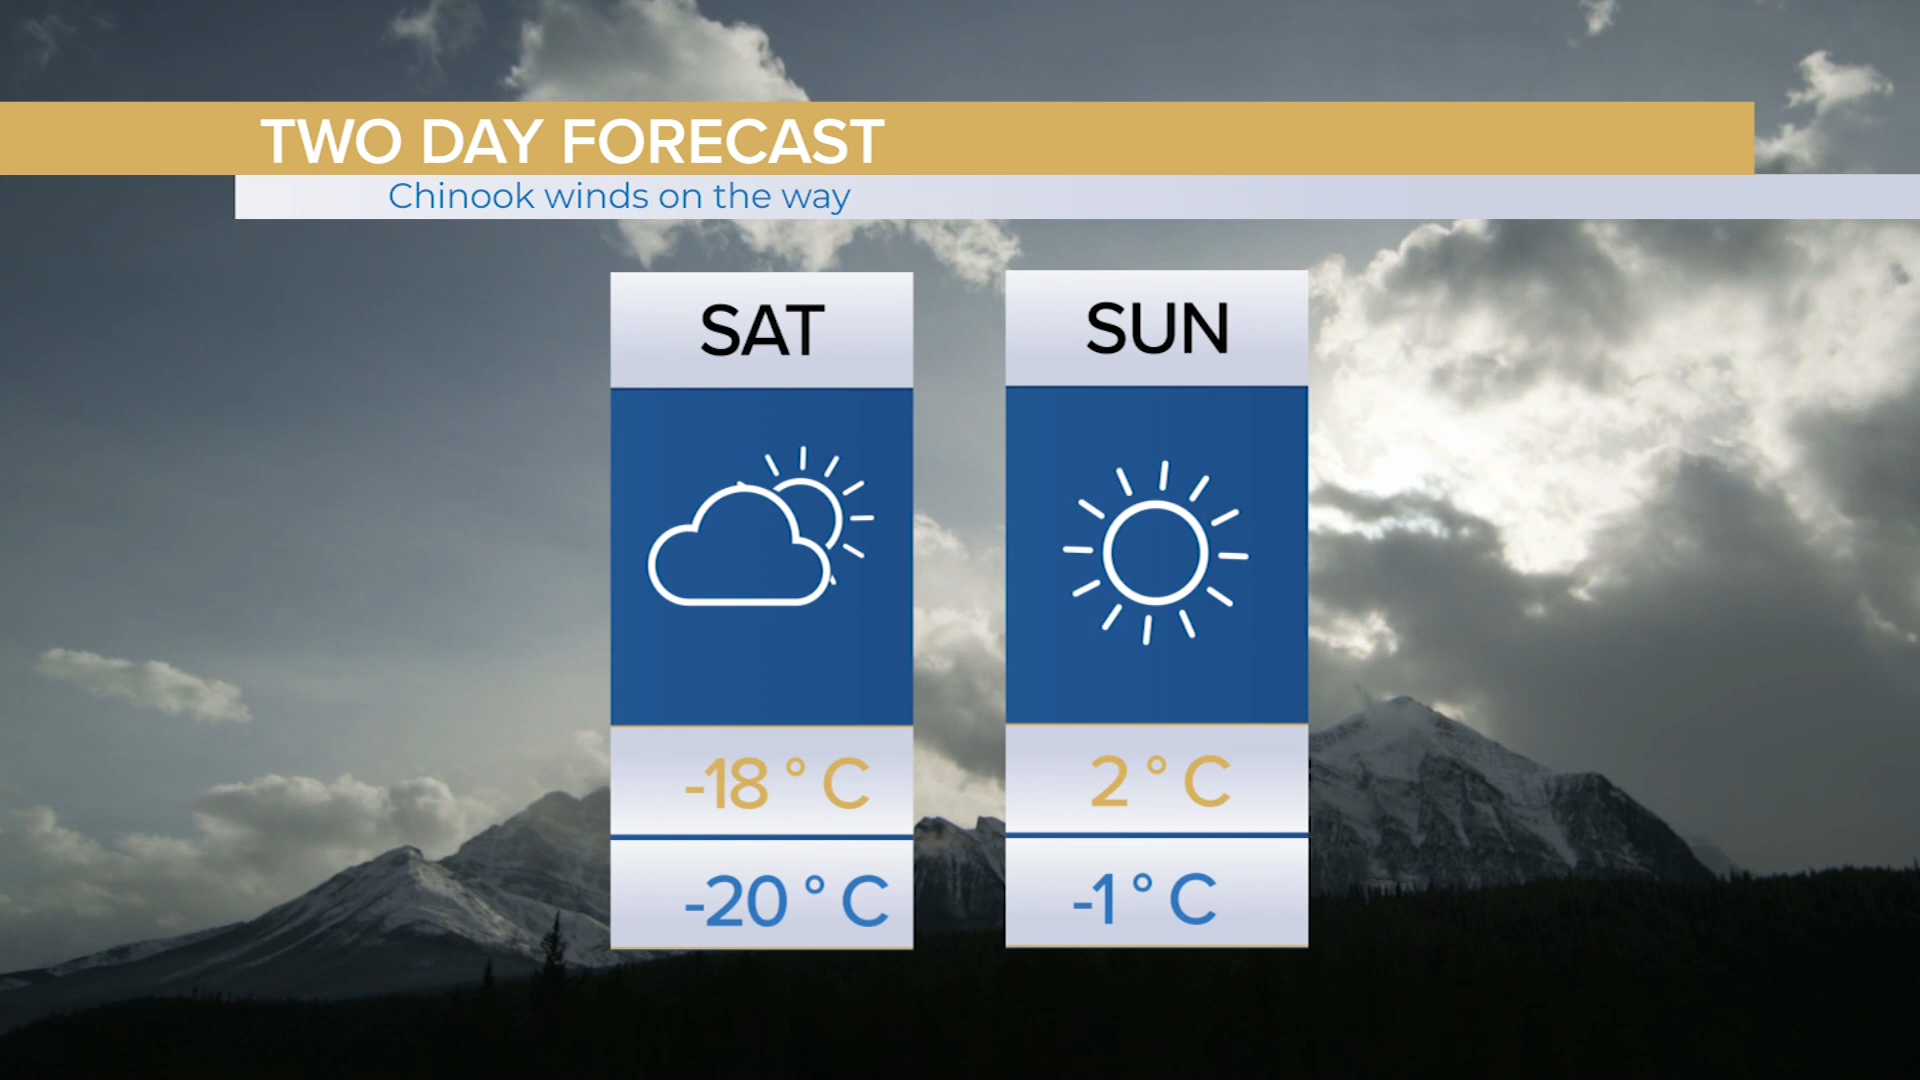 TWO DAY FORECAST
Chinook winds on the way
SAT
SUN
-18 ° C
2 ° C
-20 ° C
-1 ° C